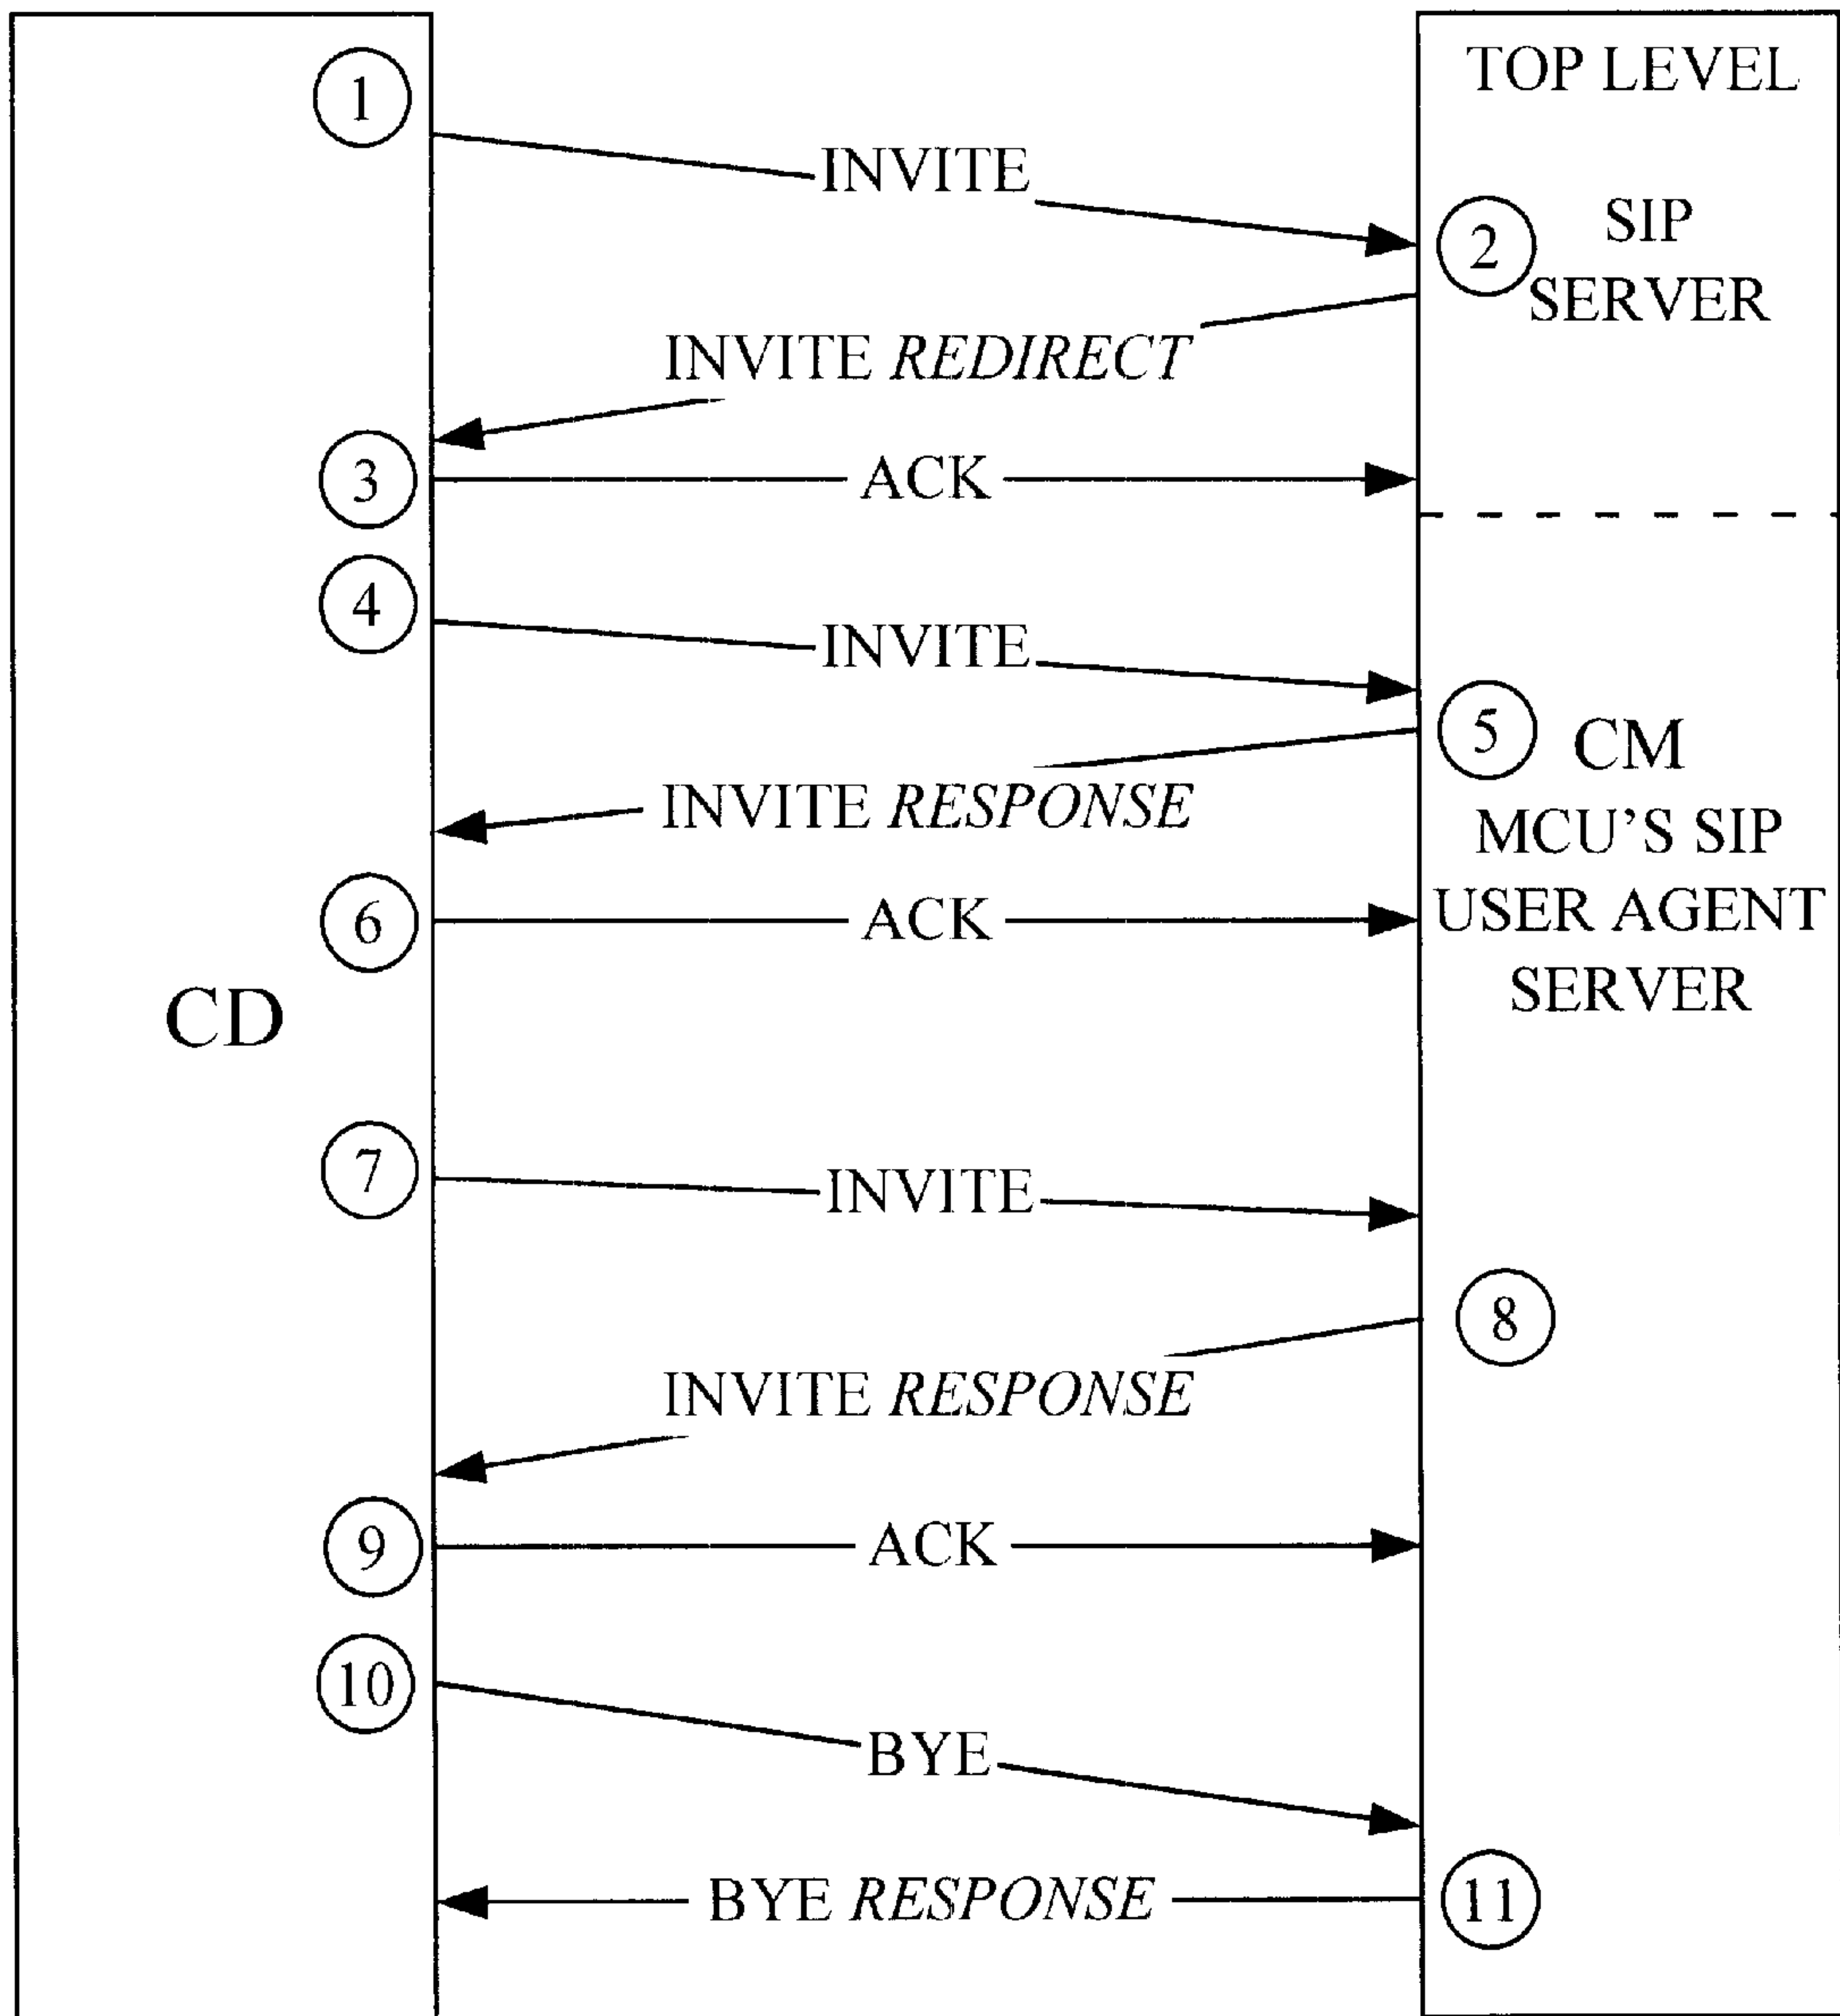 1
TOP LEVEL
INVITE
2
SIP
SERVER
INVITE REDIRECT
3
ACK
4
INVITE
5
CM
INVITE RESPONSE
MCU’S SIP
6
ACK
USER AGENT
SERVER
CD
7
INVITE
8
INVITE RESPONSE
9
ACK
10
BYE
BYE RESPONSE
11